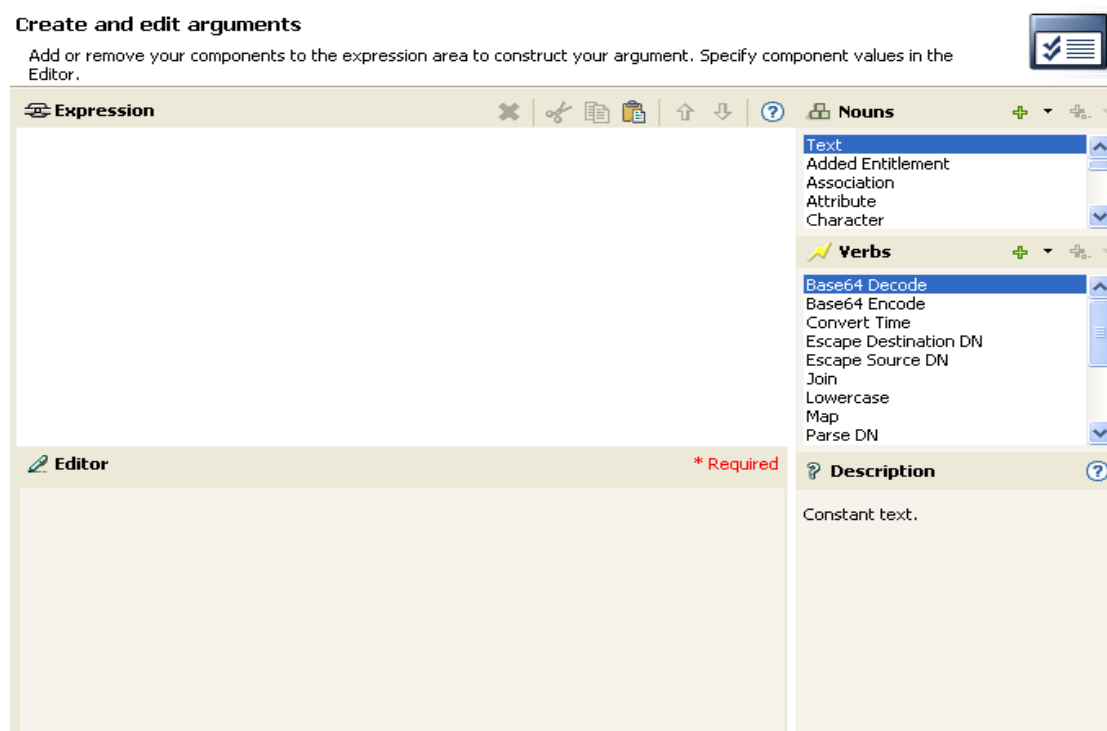 Create and edit arguments
Add or remove your components to the expression area to construct your argument. Specify component values in the
Editor.
Expression
Nouns
Text
Added Entitlement
Association
Attribute
Character
Verbs
Base64 Decode
Base64 Encode
Convert Time
Escape Destination DN
Escape Source DN
Join
Lowercase
Map
Parse DN
Editor
* Required
Description
Constant text.